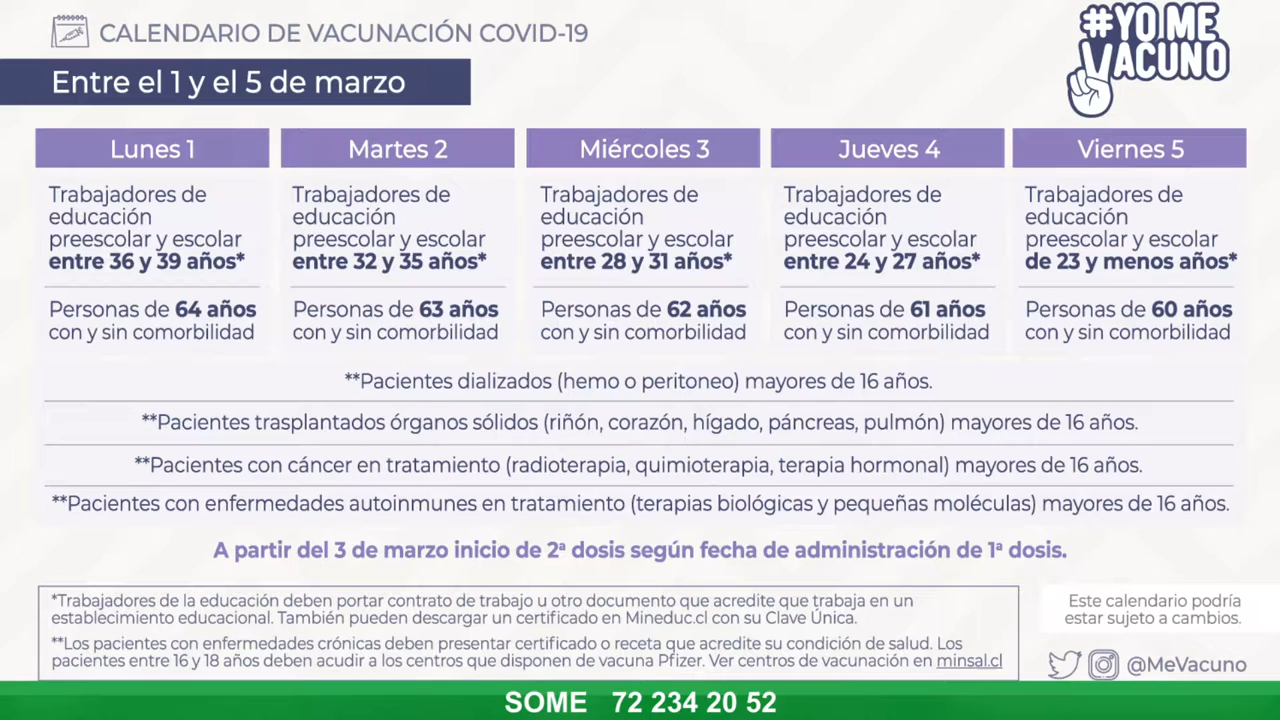 CALENDARIO DE VACUNACIÓN COVID-19
#YO ME
VACUNO
Entre el 1 y el 5 de marzo
Lunes 1
Trabajadores de
educación
preescolar y escolar
entre 36 y 39 años*
Personas de 64 años
con y sin comorbilidad
Martes 2
Trabajadores de
educación
preescolar y escolar
entre 32 y 35 años*
Personas de 63 años
con y sin comorbilidad
Miércoles 3
Trabajadores de
educación
preescolar y escolar
entre 28 y 31 años*
Personas de 62 años
con y sin comorbilidad
Jueves 4
Trabajadores de
educación
preescolar y escolar
entre 24 y 27 años*
Personas de 61 años
con y sin comorbilidad
Viernes 5
Trabajadores de
educación
preescolar y escolar
de 23 y menos años*
Personas de 60 años
con y sin comorbilidad
**Pacientes dializados (hemo o peritoneo) mayores de 16 años.
**Pacientes trasplantados órganos sólidos (riñón, corazón, hígado, páncreas, pulmón) mayores de 16 años.
**Pacientes con cáncer en tratamiento (radioterapia, quimioterapia, terapia hormonal) mayores de 16 años.
**Pacientes con enfermedades autoinmunes en tratamiento (terapias biológicas y pequeñas moléculas) mayores de 16 años.
A partir del 3 de marzo inicio de 2ª dosis según fecha de administración de 1ª dosis.
*Trabajadores de la educación deben portar contrato de trabajo u otro documento que acredite que trabaja en un
establecimiento educacional. También pueden descargar un certificado en Mineduc.cl con su Clave Única.
**Los pacientes con enfermedades crónicas deben presentar certificado o receta que acredite su condición de salud. Los
pacientes entre 16 y 18 años deben acudir a los centros que disponen de vacuna Pfizer. Ver centros de vacunación en minsal.cl
Este calendario podría
estar sujeto a cambios.
@MeVacuno
SOME 72 234 20 52